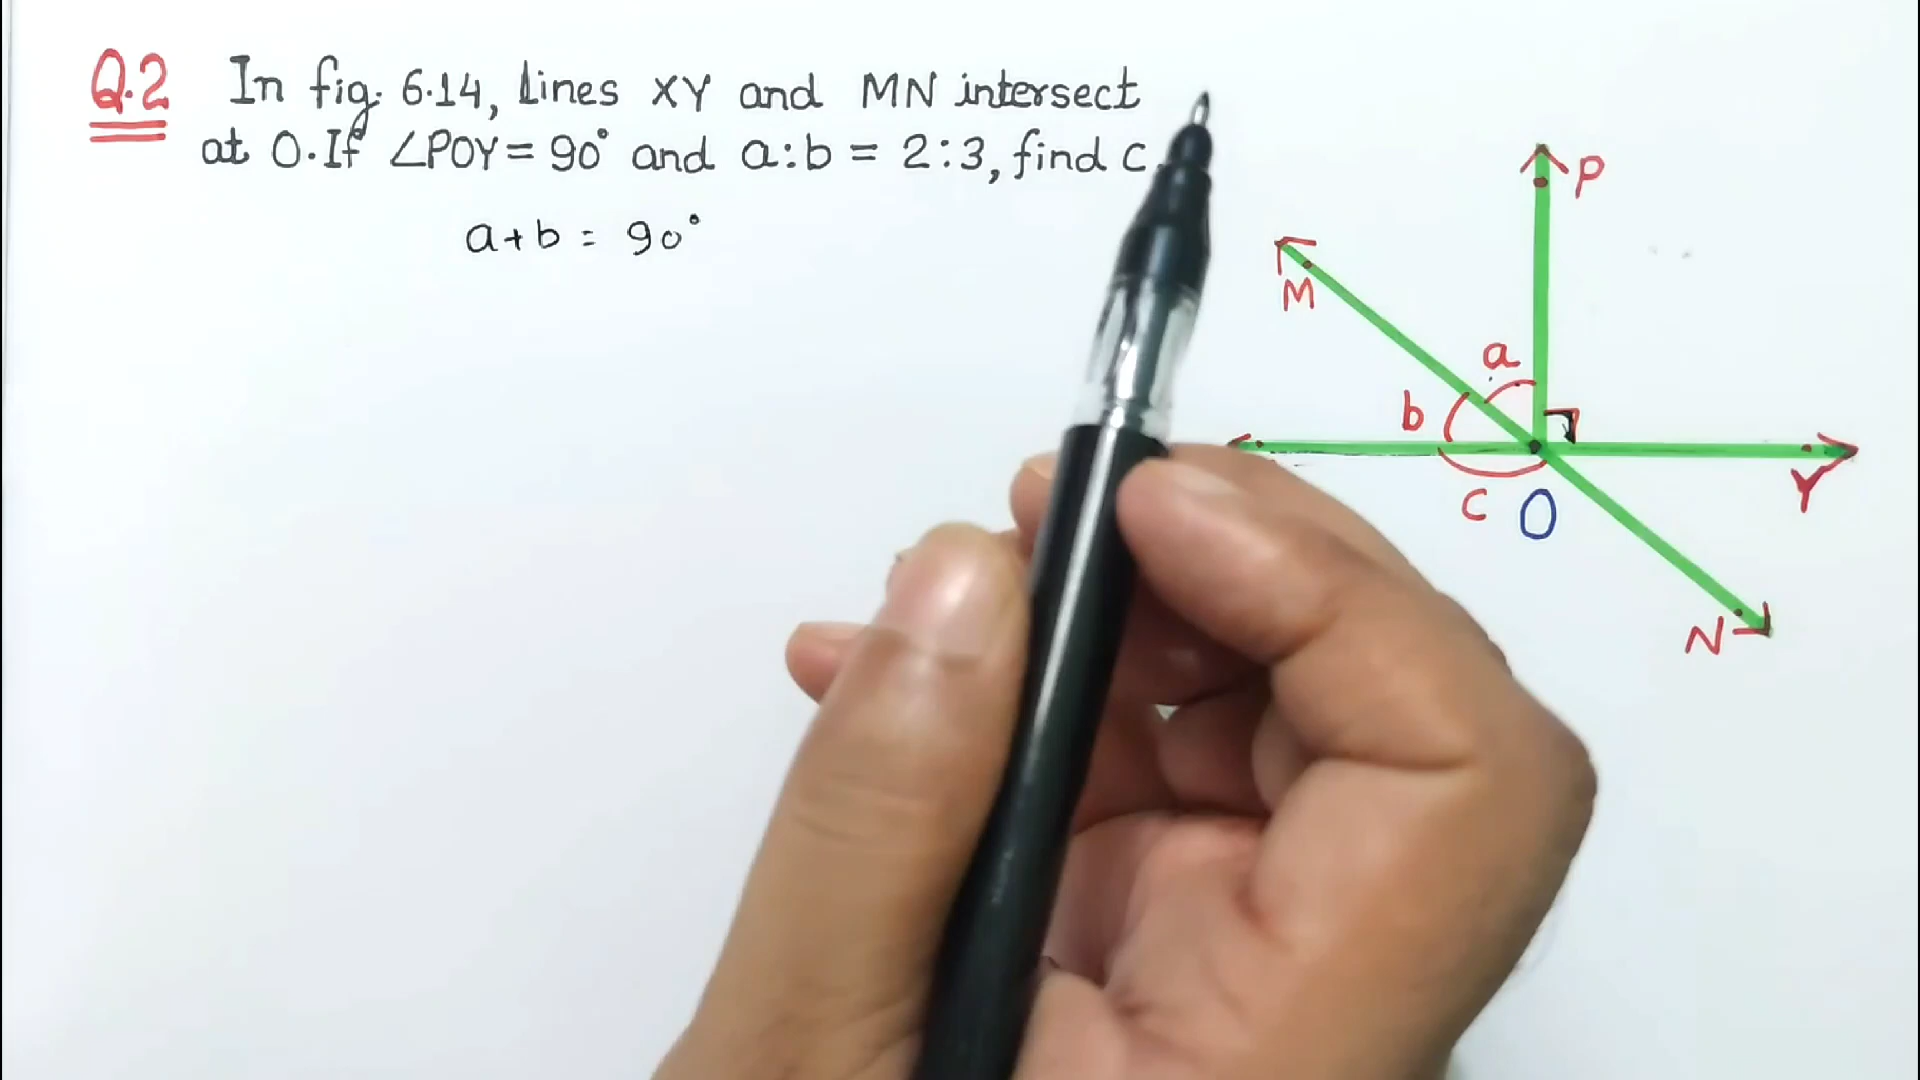 Q.2 In fig. 6.14, Lines XY and MN intersect
at O. If ∠POY = 90° and a:b = 2:3, find c.
a+b = 90°
P
M
a
b
Y
c O
N